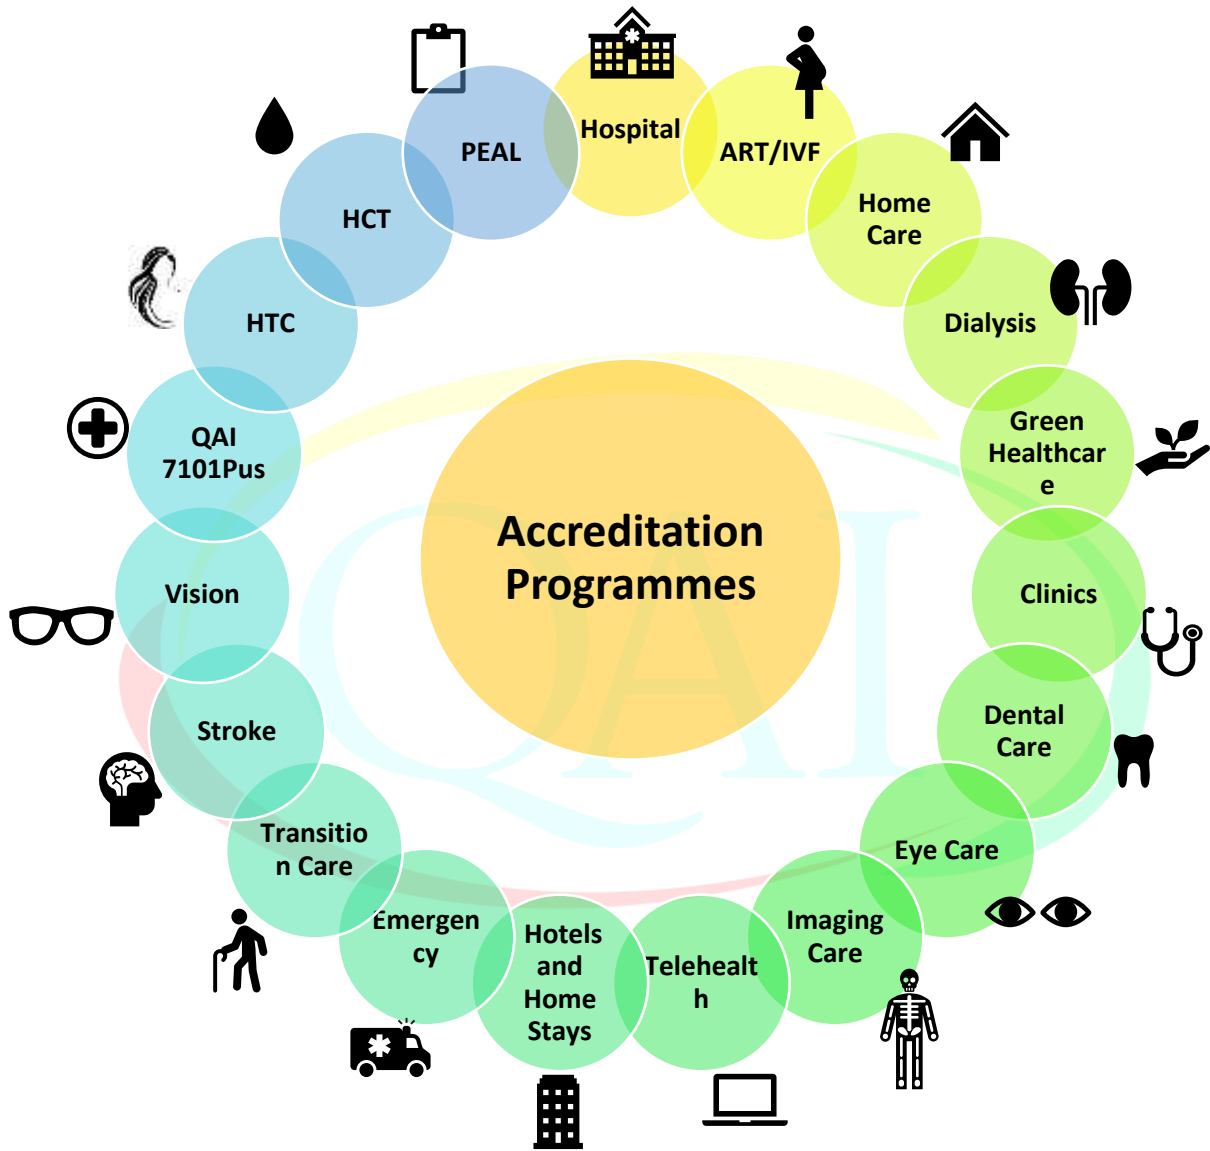 Hospital
ART/IVF
Home
Care
Dialysis
Green
Healthcar
e
Clinics
Dental
Care
Eye Care
Imaging
Care
Telehealt
h
Hotels
and
Home
Stays
Emergen
cy
Transitio
n Care
Stroke
Vision
QAI
7101Pus
HTC
HCT
PEAL
Accreditation
Programmes
QAI